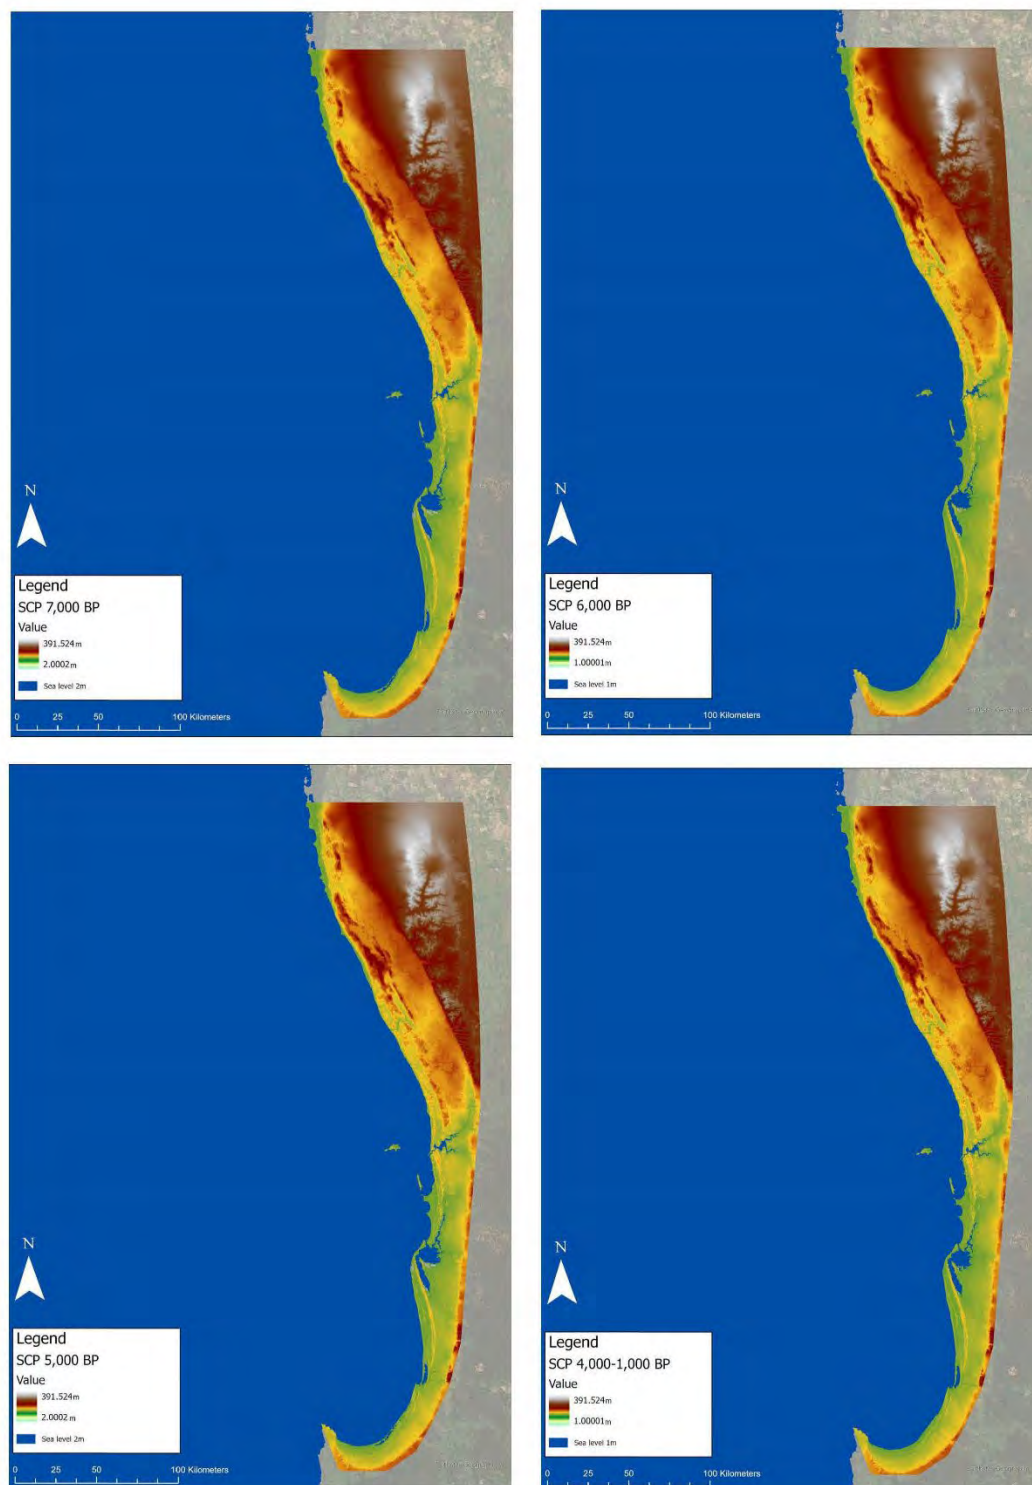 N
Legend
SCP 7,000 BP
Value
391.524m
2.0002m
Sea level 2m
0 25 50 100 Kilometers
N
Legend
SCP 6,000 BP
Value
391.524m
1.00001m
Sea level 1m
0 25 50 100 Kilometers
N
Legend
SCP 5,000 BP
Value
391.524m
2.0002 m
Sea level 2m
0 25 50 100 Kilometers
N
Legend
SCP 4,000-1,000 BP
Value
391.524m
1.00001m
Sea level 1m
0 25 50 100 Kilometers